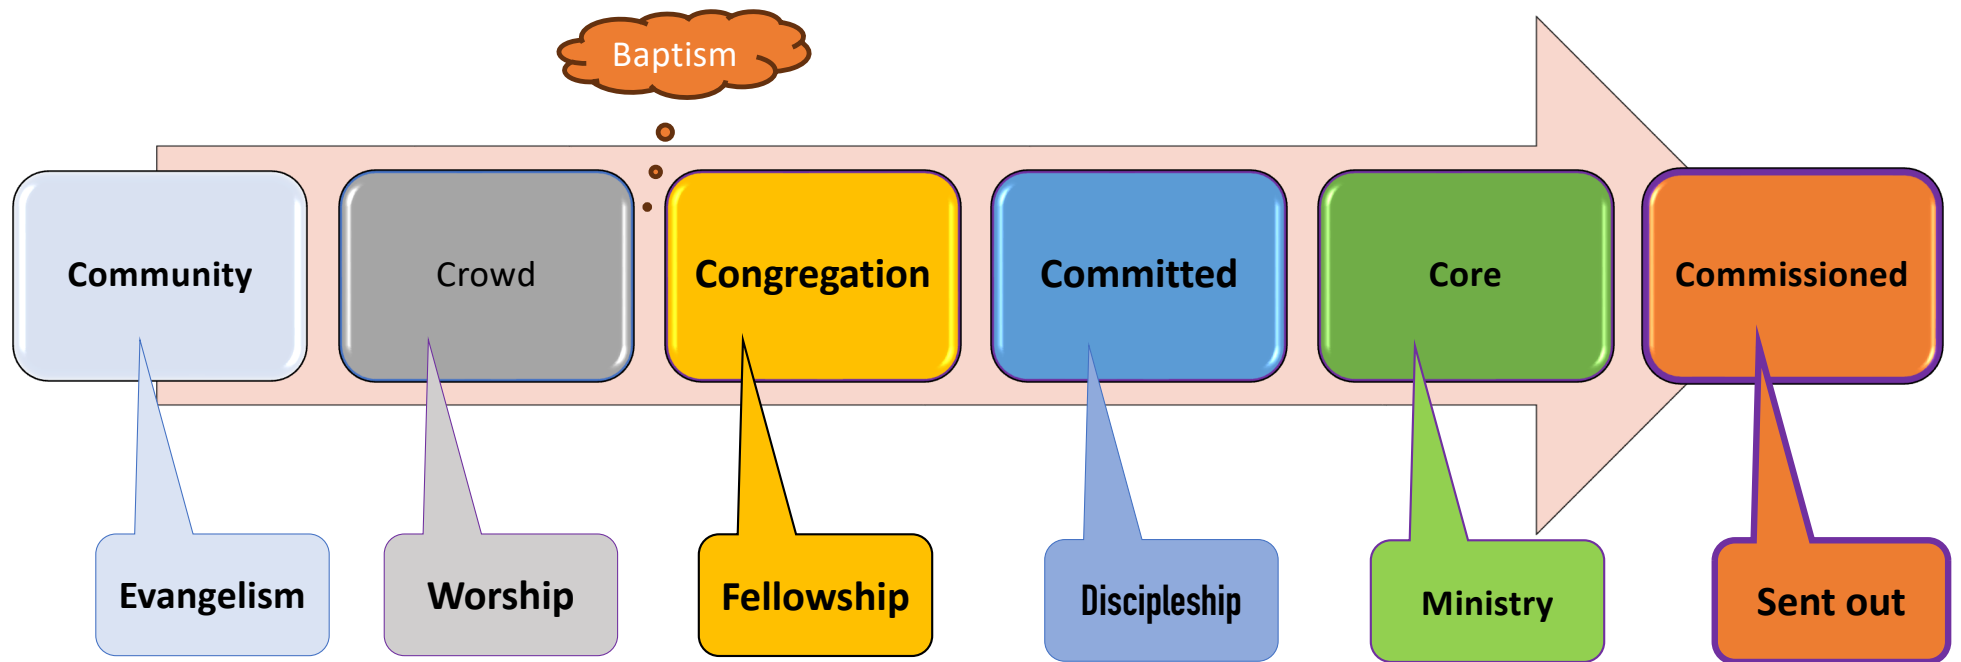 Baptism
Community
Crowd
Congregation
Committed
Core
Commissioned
Evangelism
Worship
Fellowship
Discipleship
Ministry
Sent out